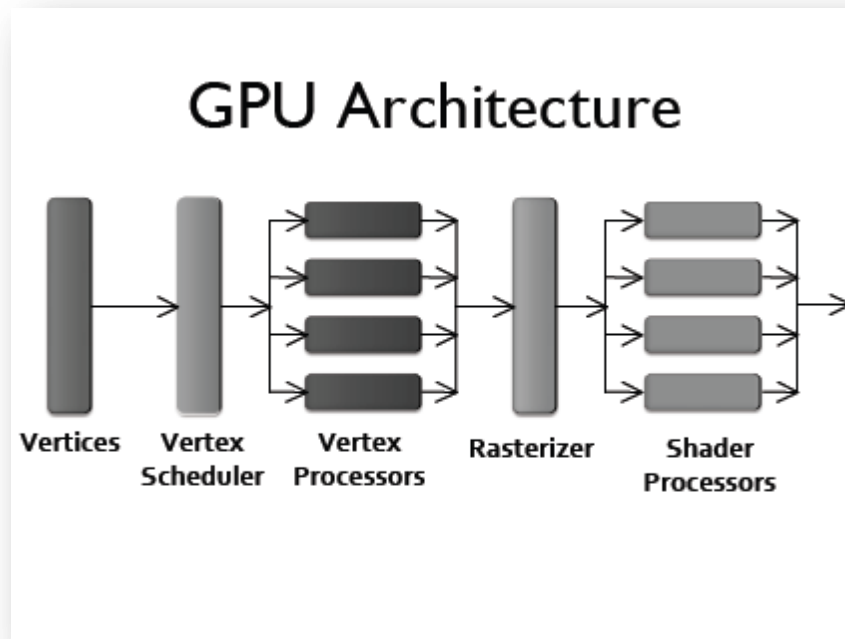 GPU Architecture
Vertices
Vertex
Scheduler
Vertex
Processors
Rasterizer
Shader
Processors